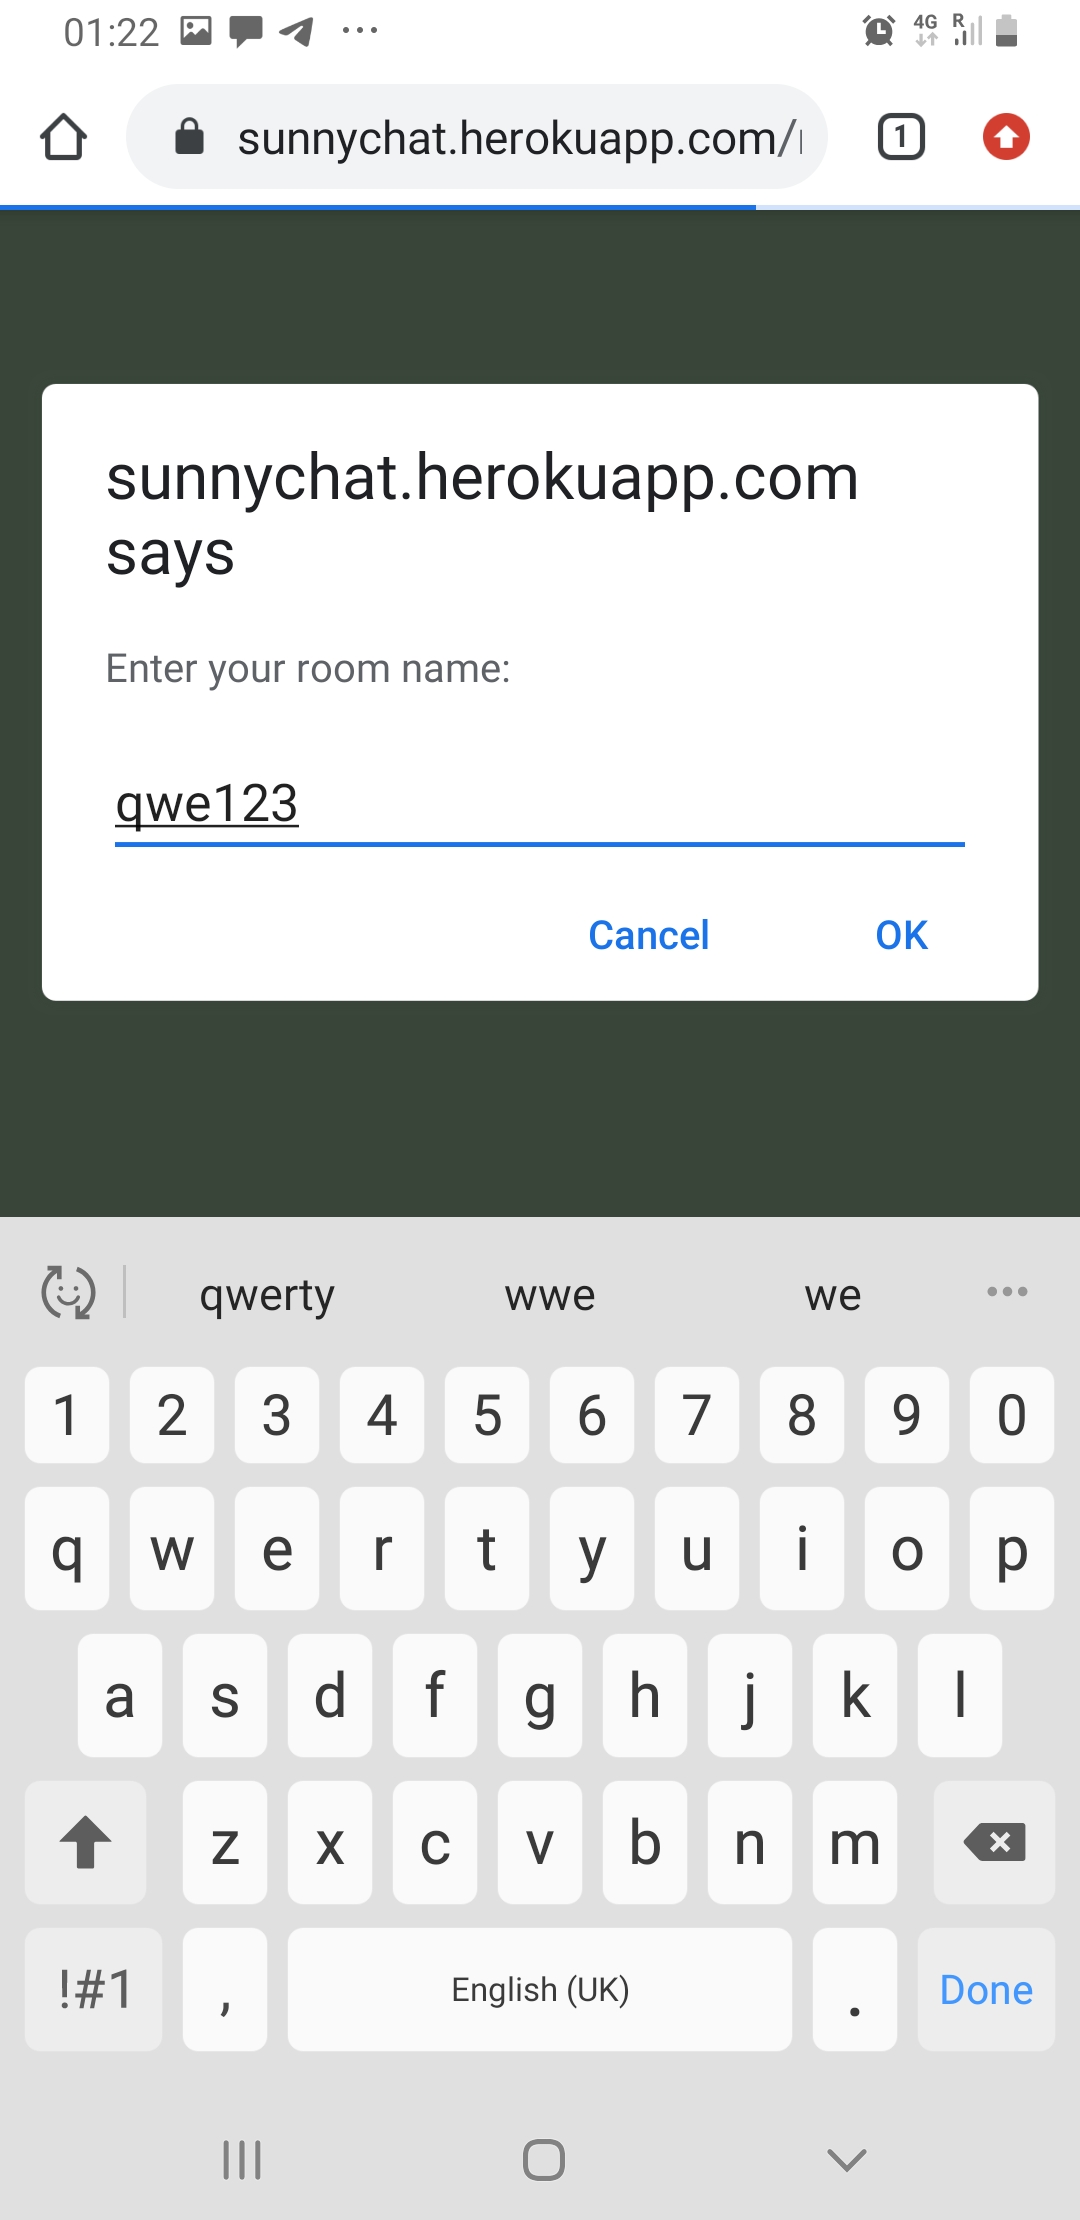 01:22
4G R
sunnychat.herokuapp.com/
1
sunnychat.herokuapp.com
says
Enter your room name:
qwe123
Cancel OK
qwerty wwe we
1 2 3 4 5 6 7 8 9 0
q w e r t y u i o p
a s d f g h j k l
z x c v b n m
!#1 , English (UK) . Done